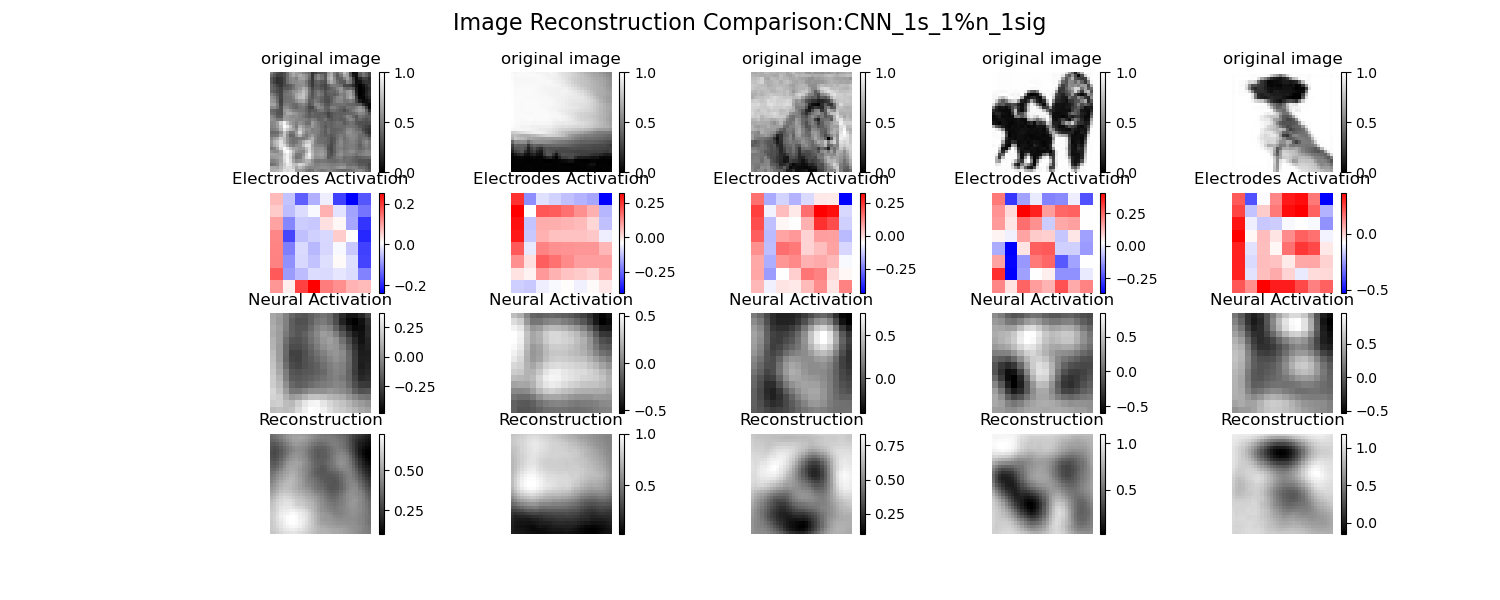 Image Reconstruction Comparison:CNN_1s_1%n_1sig
original image original image original image original image original image
1.0 1.0 1.0 1.0 1.0
0.5 0.5 0.5 0.5 0.5
0.0 0.0 0.0 0.0 0.0
Electrodes Activation Electrodes Activation Electrodes Activation Electrodes Activation Electrodes Activation
0.2 0.25 0.25 0.25 0.0
0.0 0.00 0.00 0.00 −0.5
−0.2 −0.25 −0.25 −0.25
Neural Activation Neural Activation Neural Activation Neural Activation Neural Activation
0.25 0.5 0.5 0.5 0.5
0.00 0.0 0.0 0.0 0.0
−0.25 −0.5 −0.5 −0.5
Reconstruction Reconstruction Reconstruction Reconstruction Reconstruction
0.50 1.0 0.75 1.0 1.0
0.25 0.5 0.50 0.5 0.5
0.25 0.0